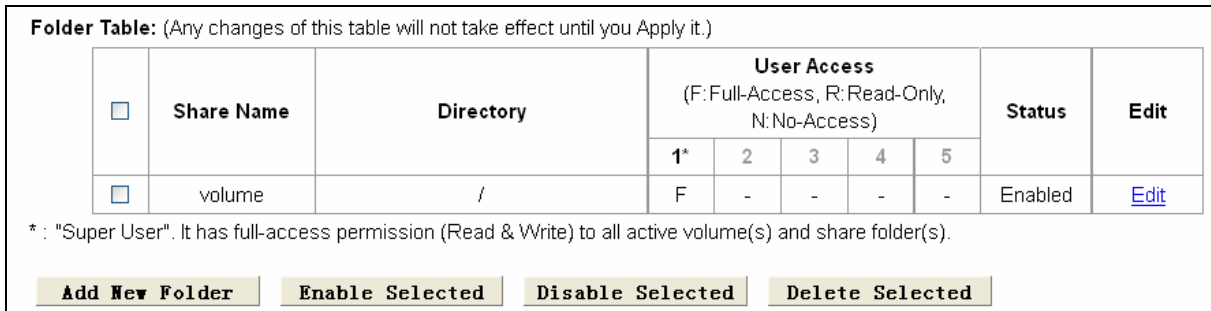 Folder Table: (Any changes of this table will not take effect until you Apply it.)
Share Name Directory User Access (F:Full-Access, R:Read-Only, N:No-Access) Status Edit
1* 2 3 4 5
volume / F - - - - Enabled Edit
* : "Super User". It has full-access permission (Read & Write) to all active volume(s) and share folder(s).
Add New Folder Enable Selected Disable Selected Delete Selected